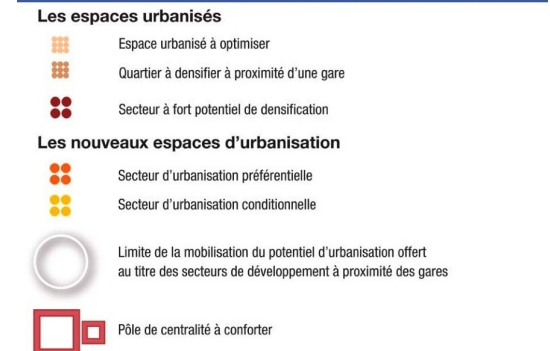 Les espaces urbanisés
Espace urbanisé à optimiser
Quartier à densifier à proximité d'une gare
Secteur à fort potentiel de densification
Les nouveaux espaces d'urbanisation
Secteur d'urbanisation préférentielle
Secteur d'urbanisation conditionnelle
Limite de la mobilisation du potentiel d'urbanisation offert
au titre des secteurs de développement à proximité des gares
Pôle de centralité à conforter